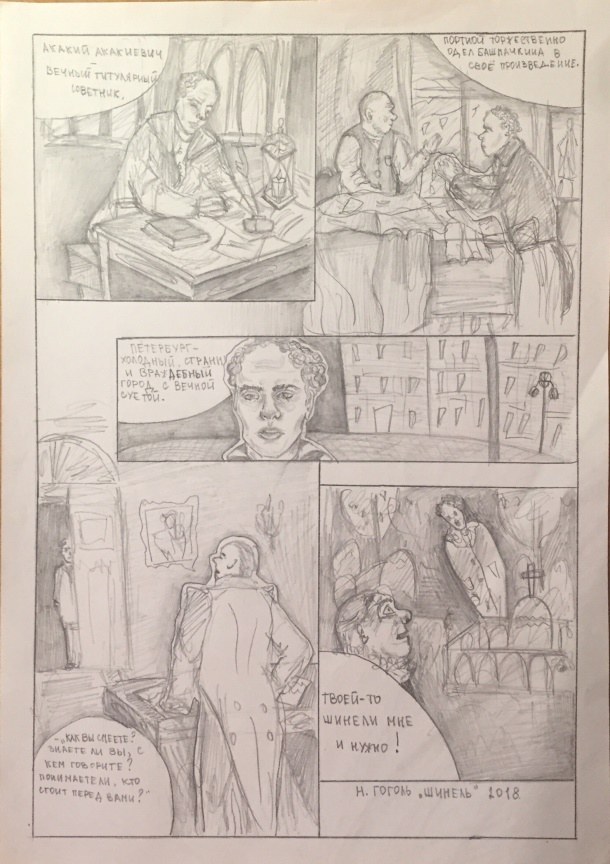 АКАКИЙ АКАКИЕВИЧ
–
ВЕЧНЫЙ ТИТУЛЯРНЫЙ
СОВЕТНИК.
ПОРТНОЙ ТОРЖЕСТВЕННО
ОДЕЛ БАШМАЧКИНА В
СВОЁ ПРОИЗВЕДЕНИЕ.
ПЕТЕРБУРГ–
ХОЛОДНЫЙ, СТРАНН
И ВРАУДЕБНЫЙ
ГОРОД С ВЕЧНОЙ
СУЕТОЙ.
–„КАК ВЫ СМЕЕТЕ?
ЗНАЕТЕ ЛИ ВЫ, С
КЕМ ГОВОРИТЕ?
ПОНИМАЕТЕ ЛИ, КТО
СТОИТ ПЕРЕД ВАМИ?"
ТВОЕЙ-ТО
ШИНЕЛИ МНЕ
И НУЖНО!
Н. ГОГОЛЬ „ШИНЕЛЬ" 2018